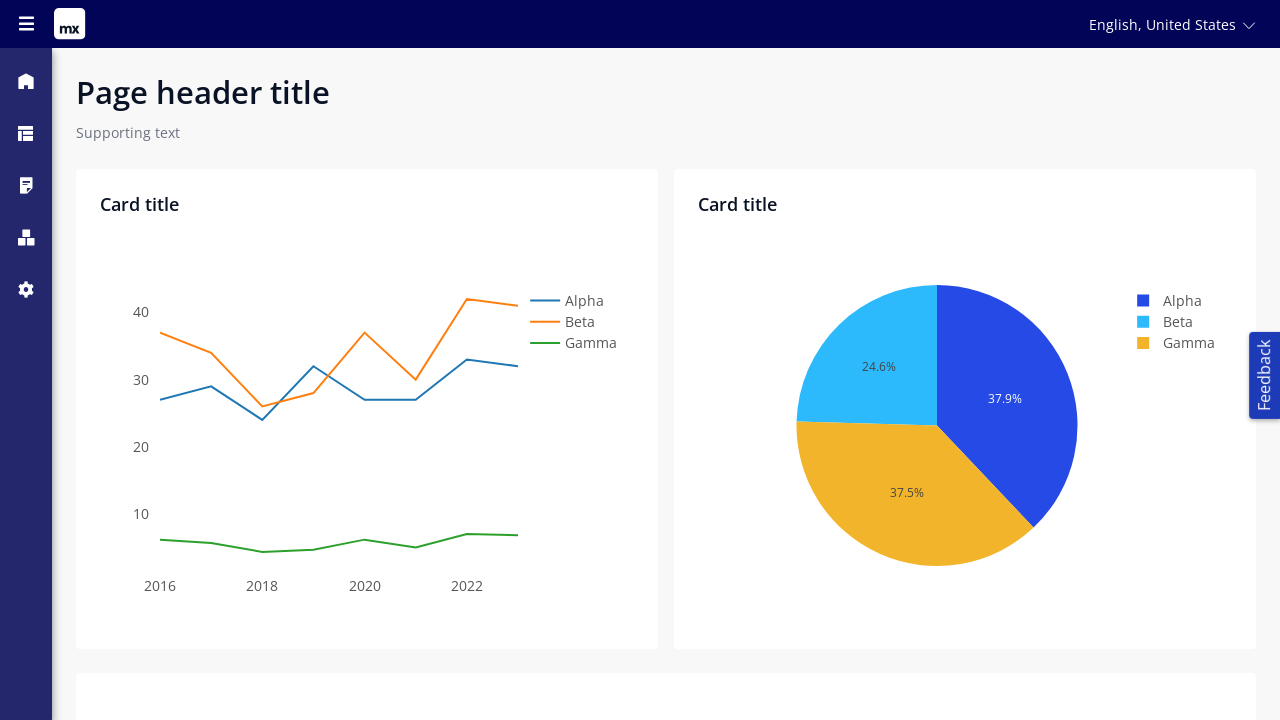 mx
English, United States
Page header title
Supporting text
Card title
40
30
20
10
2016 2018 2020 2022
Alpha
Beta
Gamma
Card title
24.6%
37.9%
37.5%
Alpha
Beta
Gamma
Feedback